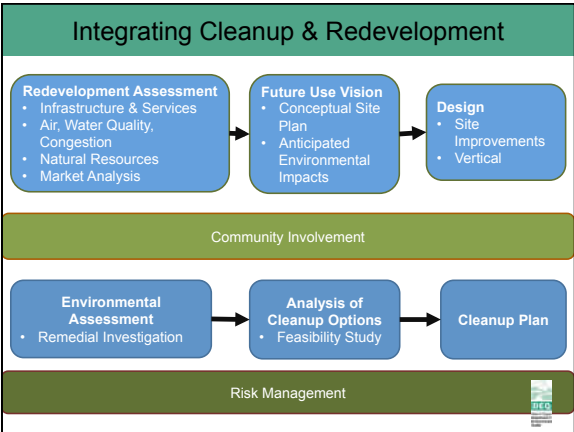 Integrating Cleanup & Redevelopment
Redevelopment Assessment
• Infrastructure & Services
• Air, Water Quality,
Congestion
• Natural Resources
• Market Analysis
Future Use Vision
• Conceptual Site
Plan
• Anticipated
Environmental
Impacts
Design
• Site
Improvements
• Vertical
Community Involvement
Environmental
Assessment
• Remedial Investigation
Analysis of
Cleanup Options
• Feasibility Study
Cleanup Plan
Risk Management
DEQ